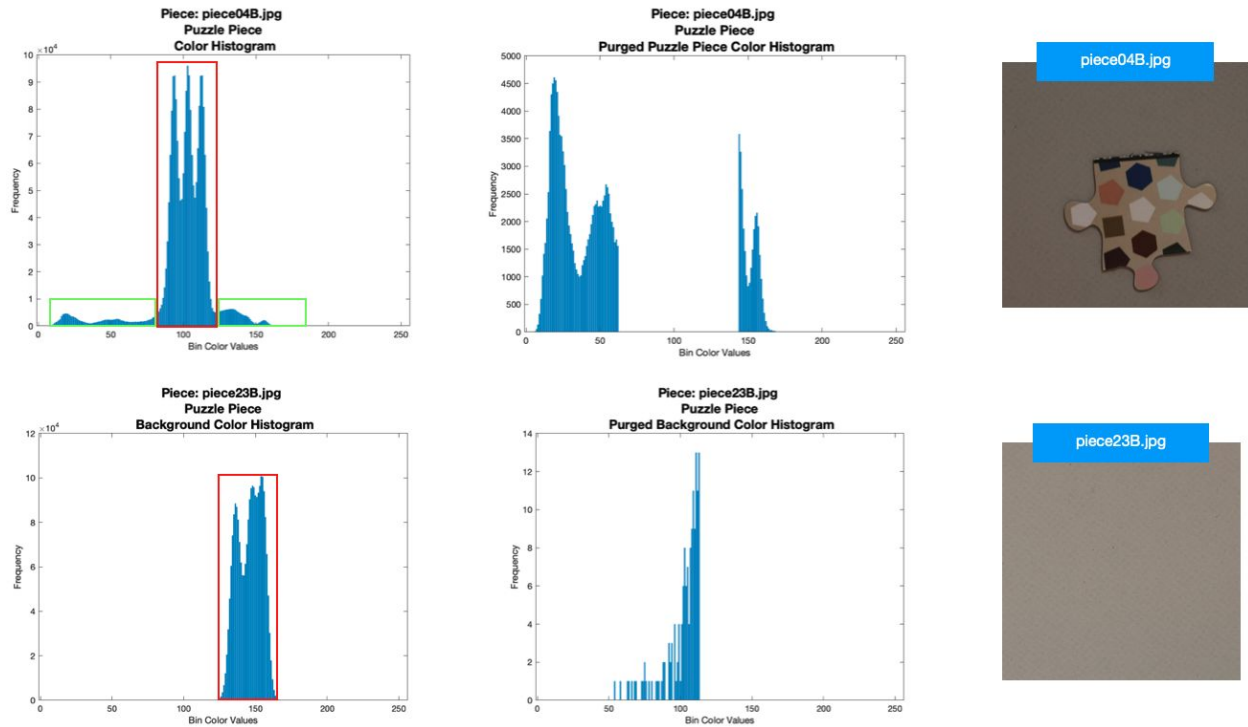 Piece: piece04B.jpg
Puzzle Piece
Color Histogram
×10^4
10
9
8
7
6
5
4
3
2
1
0
Frequency
0 50 100 150 200 250
Bin Color Values
Piece: piece04B.jpg
Puzzle Piece
Purged Puzzle Piece Color Histogram
5000
4500
4000
3500
3000
2500
2000
1500
1000
500
0
Frequency
0 50 100 150 200 250
Bin Color Values
piece04B.jpg
Piece: piece23B.jpg
Puzzle Piece
Background Color Histogram
×10^4
12
10
8
6
4
2
0
Frequency
0 50 100 150 200 250
Bin Color Values
Piece: piece23B.jpg
Puzzle Piece
Purged Background Color Histogram
14
12
10
8
6
4
2
0
Frequency
0 50 100 150 200 250
Bin Color Values
piece23B.jpg